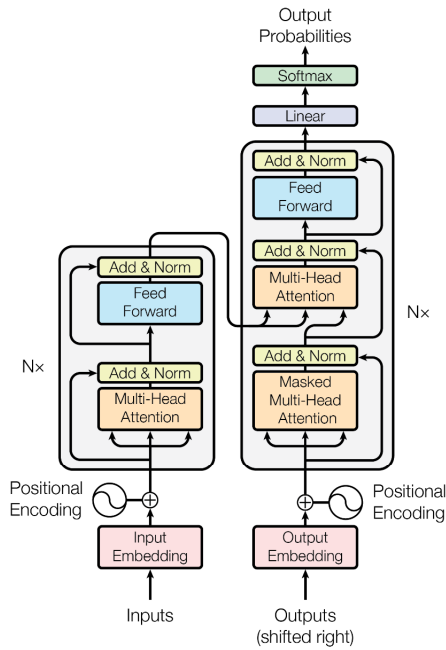 Output
Probabilities
Softmax
Linear
Add & Norm
Feed
Forward
Add & Norm
Multi-Head
Attention
Add & Norm
Masked
Multi-Head
Attention
N×
Positional
Encoding
Output
Embedding
Outputs
(shifted right)
Add & Norm
Feed
Forward
Add & Norm
Multi-Head
Attention
N×
Positional
Encoding
Input
Embedding
Inputs